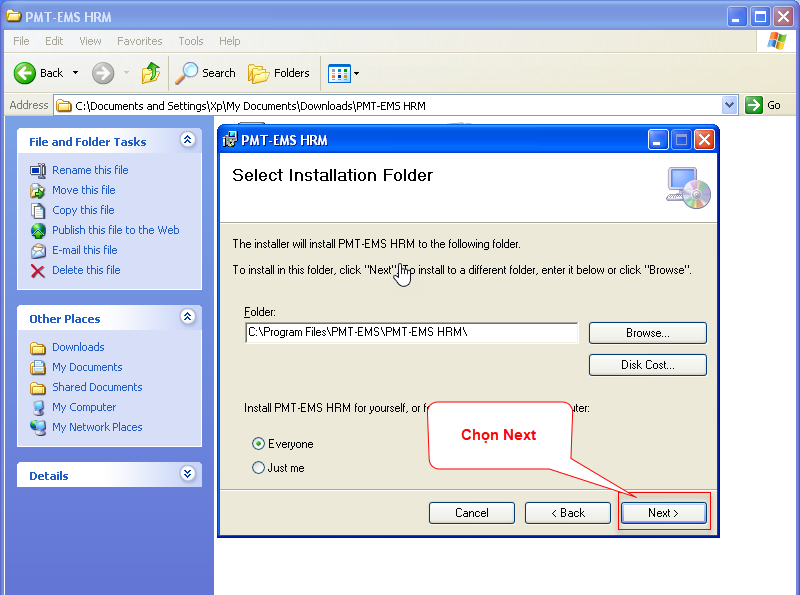 PMT-EMS HRM
File Edit View Favorites Tools Help
Back Search Folders
Address C:\Documents and Settings\Xp\My Documents\Downloads\PMT-EMS HRM Go
File and Folder Tasks
Rename this file
Move this file
Copy this file
Publish this file to the Web
E-mail this file
Delete this file
Other Places
Downloads
My Documents
Shared Documents
My Computer
My Network Places
Details
PMT-EMS HRM
Select Installation Folder
The installer will install PMT-EMS HRM to the following folder.
To install in this folder, click "Next". To install to a different folder, enter it below or click "Browse".
Folder:
C:\Program Files\PMT-EMS\PMT-EMS HRM\
Browse...
Disk Cost...
Install PMT-EMS HRM for yourself, or
Chọn Next
Everyone
Just me
Cancel < Back Next >